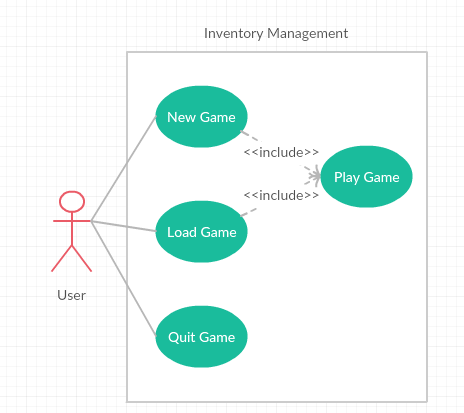 Inventory Management
New Game
<<include>>
Play Game
<<include>>
Load Game
User
Quit Game